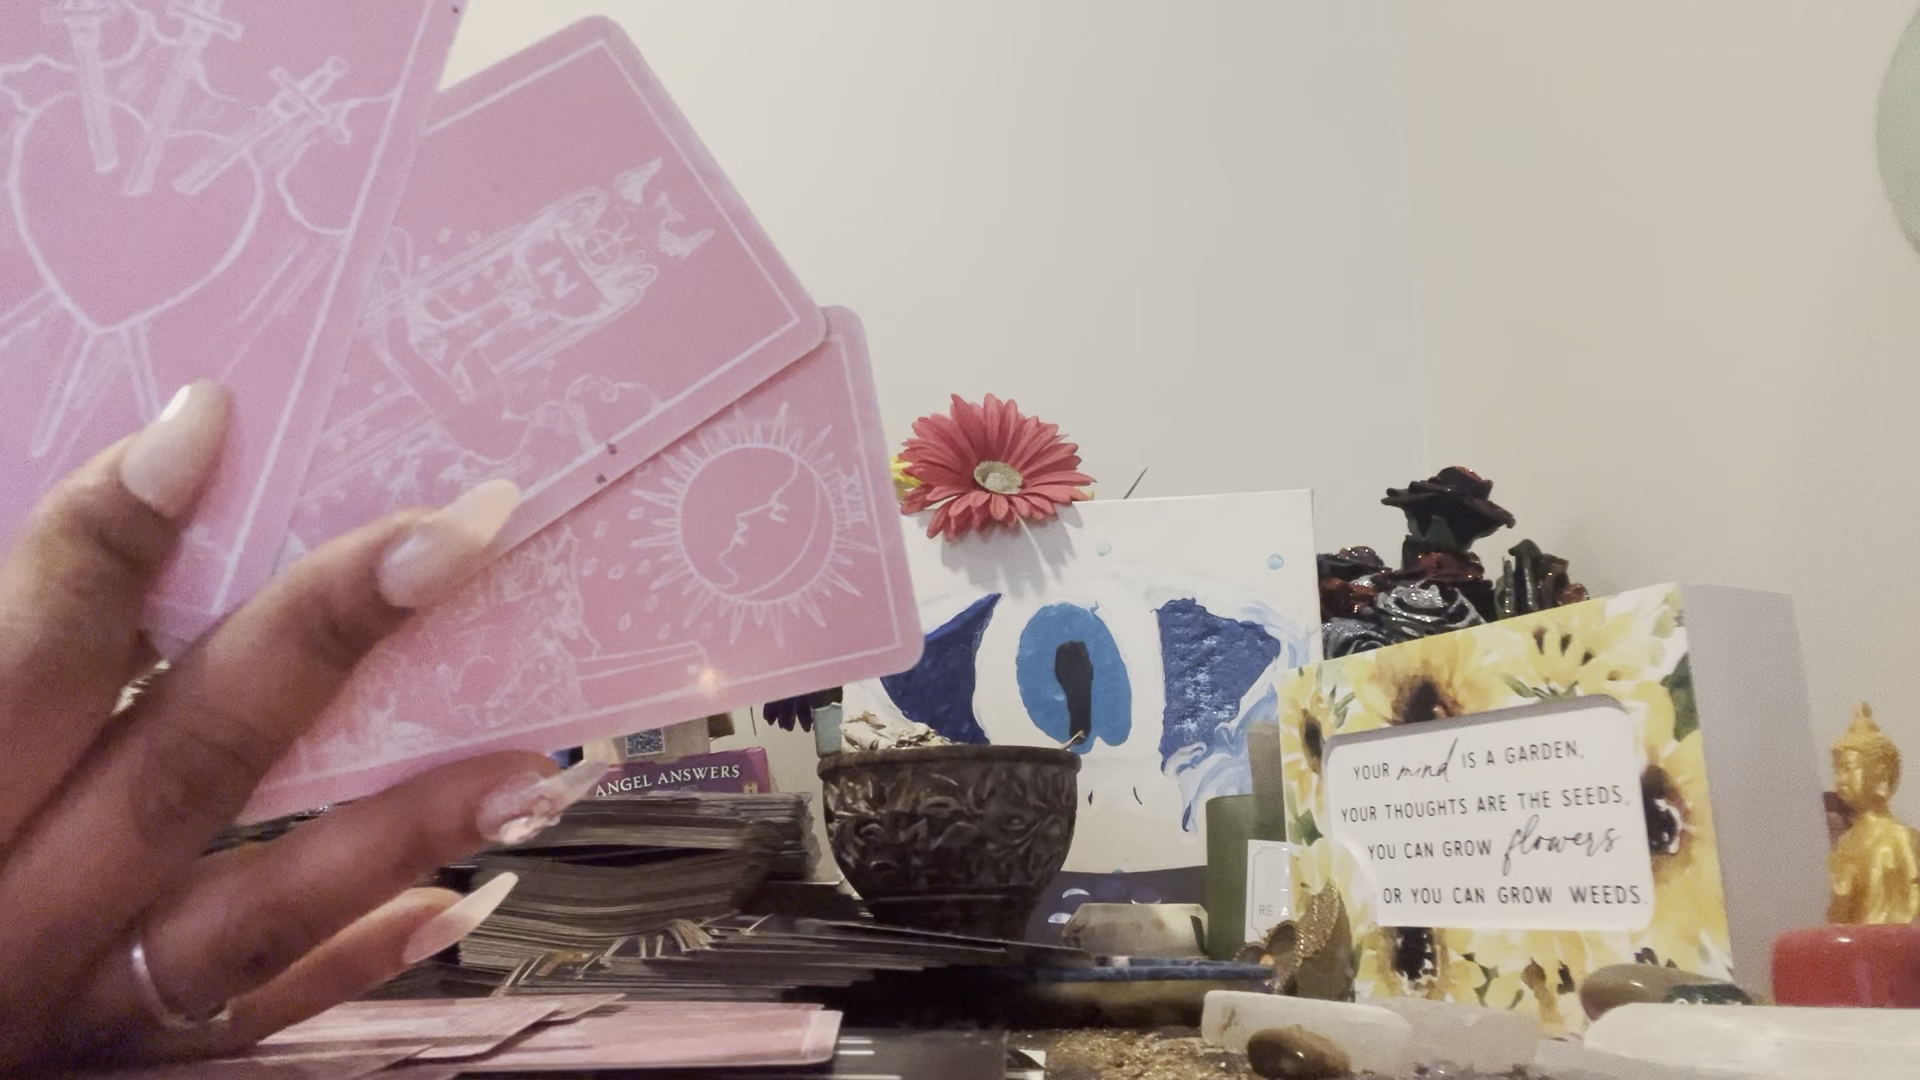 XVIII
ANGEL ANSWERS
YOUR mind IS A GARDEN,
YOUR THOUGHTS ARE THE SEEDS,
YOU CAN GROW flowers
OR YOU CAN GROW WEEDS.